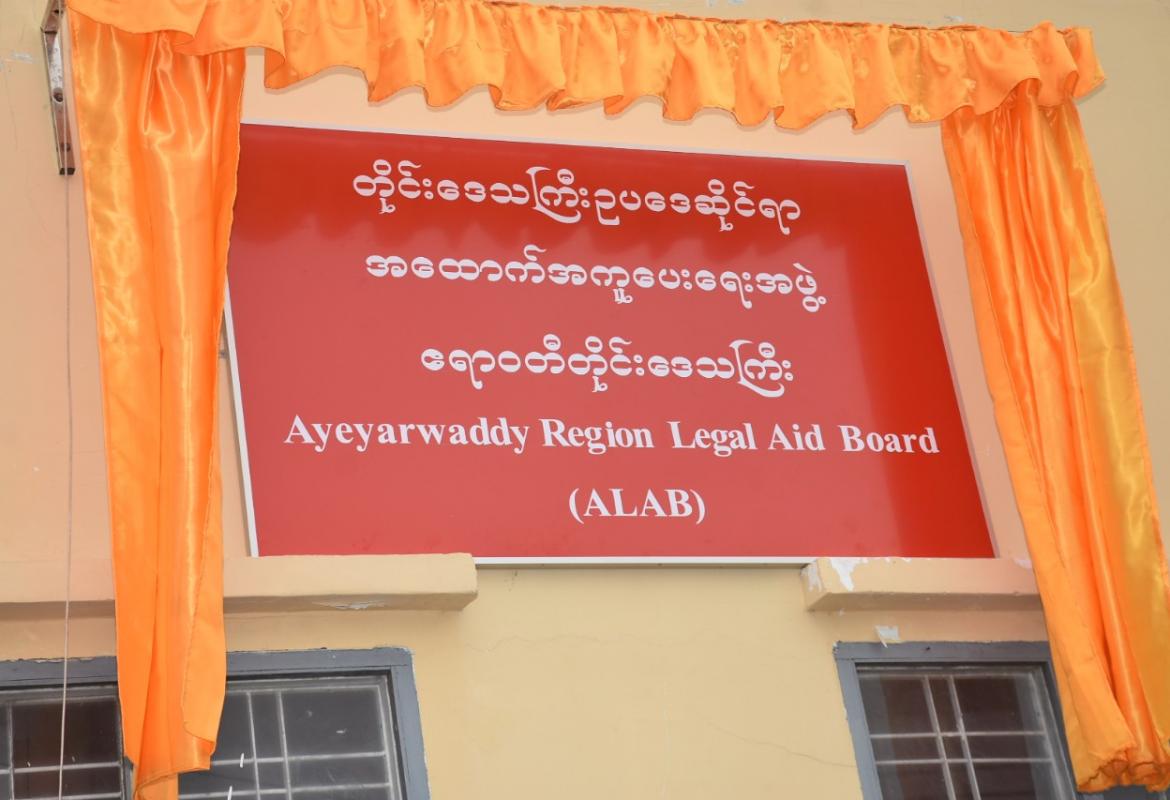 တိုင်းဒေသကြီးဥပဒေဆိုင်ရာ
အထောက်အကူပေးရေးအဖွဲ့
ဧရာဝတီတိုင်းဒေသကြီး
Ayeyarwaddy Region Legal Aid Board
(ALAB)